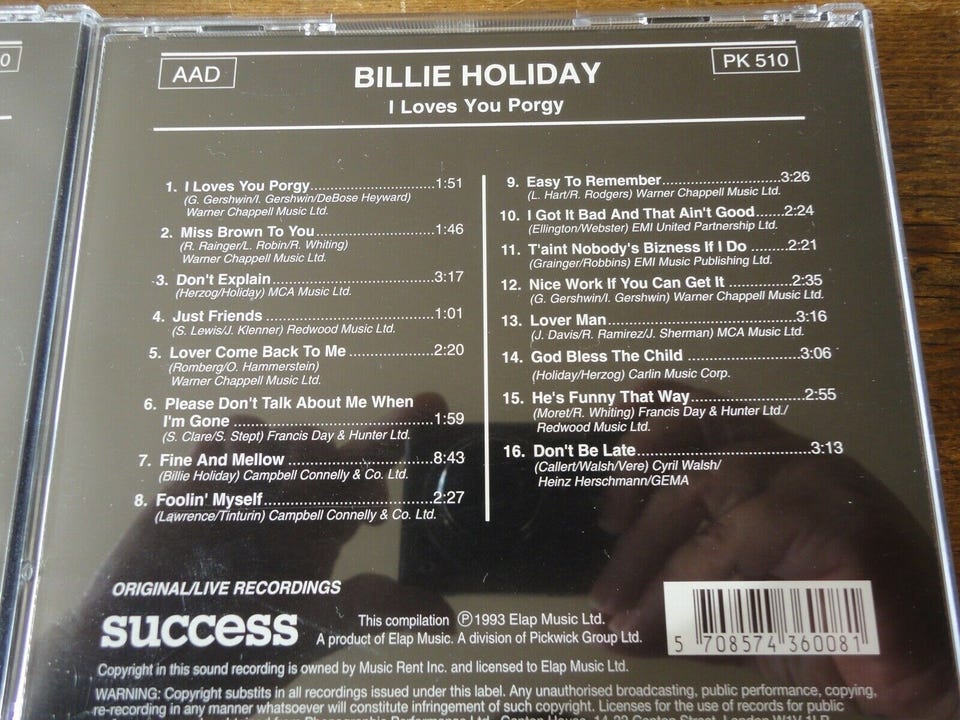 0
AAD
BILLIE HOLIDAY
PK 510
I Loves You Porgy
1. I Loves You Porgy..............................1:51
(G. Gershwin/I. Gershwin/DeBose Heyward)
Warner Chappell Music Ltd.
2. Miss Brown To You.............................1:46
(R. Rainger/L. Robin/R. Whiting)
Warner Chappell Music Ltd.
3. Don't Explain.......................................3:17
(Herzog/Holiday) MCA Music Ltd.
4. Just Friends ........................................1:01
(S. Lewis/J. Klenner) Redwood Music Ltd.
5. Lover Come Back To Me ....................2:20
(Romberg/O. Hammerstein)
Warner Chappell Music Ltd.
6. Please Don't Talk About Me When
I'm Gone ................................................1:59
(S. Clare/S. Stept) Francis Day & Hunter Ltd.
7. Fine And Mellow ...................................8:43
(Billie Holiday) Campbell Connelly & Co. Ltd.
8. Foolin' Myself.........................................2:27
(Lawrence/Tinturin) Campbell Connelly & Co. Ltd.
9. Easy To Remember............................3:26
(L. Hart/R. Rodgers) Warner Chappell Music Ltd.
10. I Got It Bad And That Ain't Good.......2:24
(Ellington/Webster) EMI United Partnership Ltd.
11. T'aint Nobody's Bizness If I Do .........2:21
(Grainger/Robbins) EMI Music Publishing Ltd.
12. Nice Work If You Can Get It ..............2:35
(G. Gershwin/I. Gershwin) Warner Chappell Music Ltd.
13. Lover Man...........................................3:16
(J. Davis/R. Ramirez/J. Sherman) MCA Music Ltd.
14. God Bless The Child ..........................3:06
(Holiday/Herzog) Carlin Music Corp.
15. He's Funny That Way..........................2:55
(Moret/R. Whiting) Francis Day & Hunter Ltd./
Redwood Music Ltd.
16. Don't Be Late........................................3:13
(Callert/Walsh/Vere) Cyril Walsh/
Heinz Herschmann/GEMA
ORIGINAL/LIVE RECORDINGS
success
This compilation Ⓟ 1993 Elap Music Ltd.
A product of Elap Music. A division of Pickwick Group Ltd.
5 708574 360081
Copyright in this sound recording is owned by Music Rent Inc. and licensed to Elap Music Ltd.
WARNING: Copyright substits in all recordings issued under this label. Any unauthorised broadcasting, public performance, copying,
re-recording in any manner whatsoever will constitute infringement of such copyright. Licenses for the use of records for public